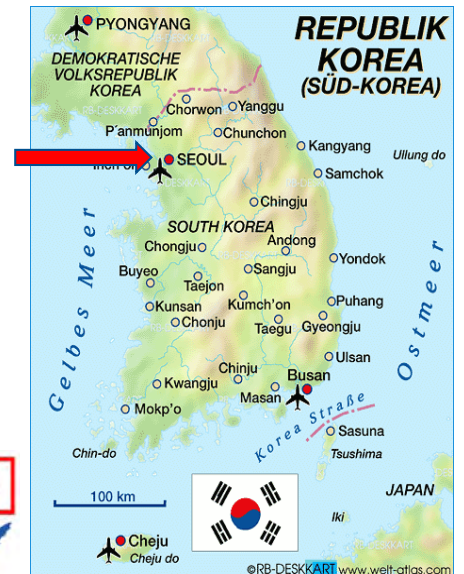 PYONGYANG
REPUBLIK
KOREA
(SÜD-KOREA)
DEMOKRATISCHE
VOLKSREPUBLIK
KOREA
RB-DESKKART
Chorwon
Yanggu
P'anmunjom
Chunchon
Kangyang
Ullung do
SEOUL
Samchok
Chingju
SOUTH KOREA
Chongju
Andong
Yondok
Buyeo
Sangju
Taejon
Kunsan
Kumch'on
Puhang
Chonju
Taegu
Gyeongju
Gelbes Meer
Ostmeer
Ulsan
Chinju
Busan
Kwangju
Masan
Mokp'o
Korea Straße
Sasuna
Chin-do
Tsushima
100 km
JAPAN
Iki
Cheju
Cheju do
©RB-DESKKART www.welt-atlas.com